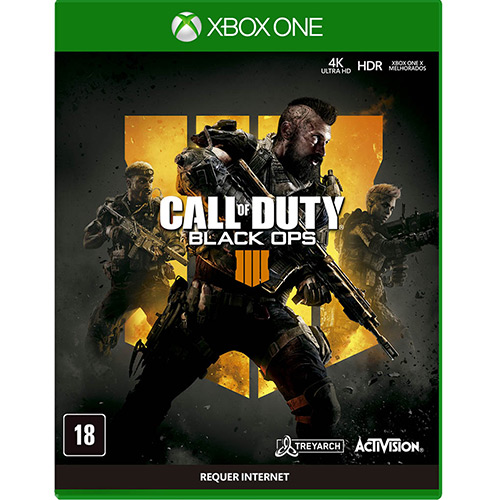 XBOX ONE
4K
ULTRA HD
HDR
XBOX ONE X
MELHORADOS
CALL OF DUTY
BLACK OPS
IIII
18
TREYARCH
ACTIVISION.
REQUER INTERNET